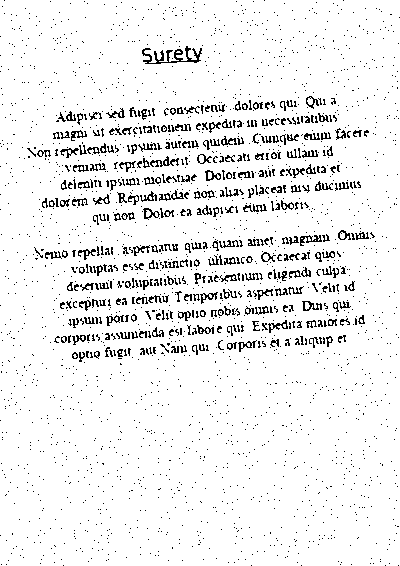 Surety
Adipisci sed fugit consectetur dolores qui Qui a
magni sit exercitationem expedita in necessitatibus
Non repellendus ipsum autem quidem Cumque enim facere
veniam reprehenderit Occaecati error ullam id
deleniti ipsum molestiae Dolorem aut expedita et
dolorem sed Repudiandae non alias placeat nisi ducimus
qui non Dolor ea adipisci eum laboris
Nemo repellat aspernatur quia quam amet magnam Omnis
voluptas esse distinctio ullamco Occaecat quos
deserunt voluptatibus Praesentium eligendi culpa
excepturi ea tenetur Temporibus aspernatur Velit id
ipsum porro Velit optio nobis omnis ea Duis qui
corporis assumenda est labore qui Expedita maiores id
optio fugit aut Nam qui Corporis et a aliquip et